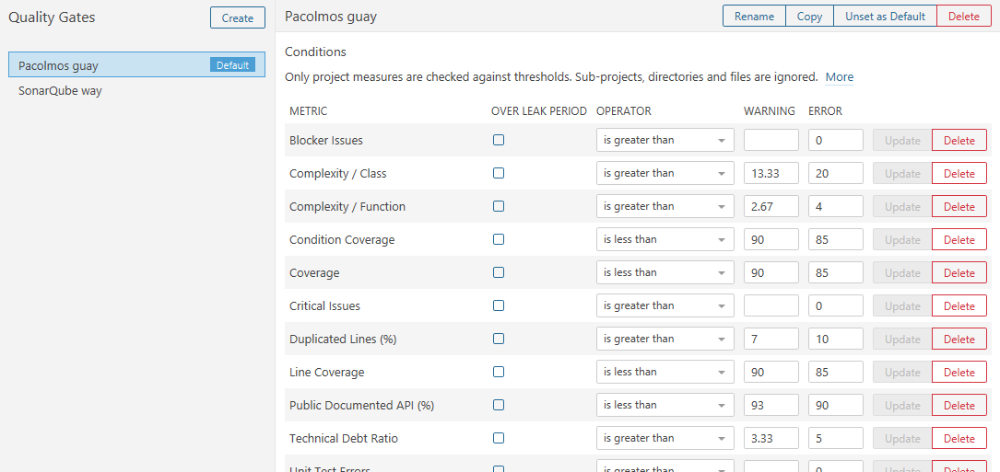 Quality Gates
Create
Pacolmos guay Default
SonarQube way
Pacolmos guay
Rename Copy Unset as Default Delete
Conditions
Only project measures are checked against thresholds. Sub-projects, directories and files are ignored. More
METRIC OVER LEAK PERIOD OPERATOR WARNING ERROR
Blocker Issues is greater than 0 Update Delete
Complexity / Class is greater than 13.33 20 Update Delete
Complexity / Function is greater than 2.67 4 Update Delete
Condition Coverage is less than 90 85 Update Delete
Coverage is less than 90 85 Update Delete
Critical Issues is greater than 0 Update Delete
Duplicated Lines (%) is greater than 7 10 Update Delete
Line Coverage is less than 90 85 Update Delete
Public Documented API (%) is less than 93 90 Update Delete
Technical Debt Ratio is greater than 3.33 5 Update Delete
Unit Test Errors is greater than 0 Update Delete